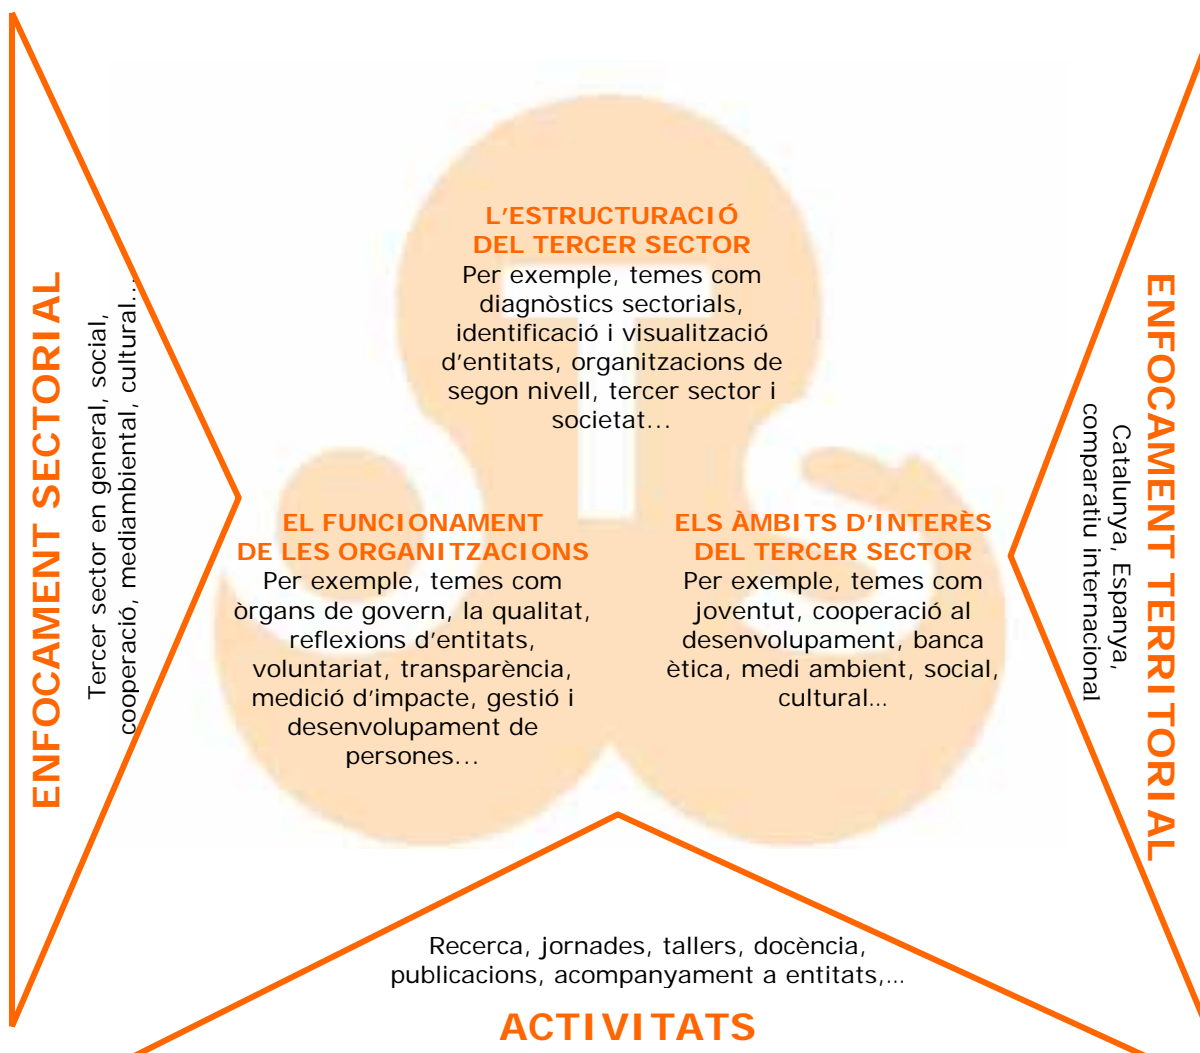 L'ESTRUCTURACIÓ
DEL TERCER SECTOR
Per exemple, temes com
diagnòstics sectorials,
identificació i visualització
d'entitats, organitzacions de
segon nivell, tercer sector i
societat...
ENFOCAMENT SECTORIAL
Tercer sector en general, social,
cooperació, mediambiental, cultural...
EL FUNCIONAMENT
DE LES ORGANITZACIONS
Per exemple, temes com
òrgans de govern, la qualitat,
reflexions d'entitats,
voluntariat, transparència,
medició d'impacte, gestió i
desenvolupament de
persones...
ELS ÀMBITS D'INTERÈS
DEL TERCER SECTOR
Per exemple, temes com
joventut, cooperació al
desenvolupament, banca
ètica, medi ambient, social,
cultural...
ENFOCAMENT TERRITORIAL
Catalunya, Espanya,
comparatiu internacional
Recerca, jornades, tallers, docència,
publicacions, acompanyament a entitats,...
ACTIVITATS
OTS